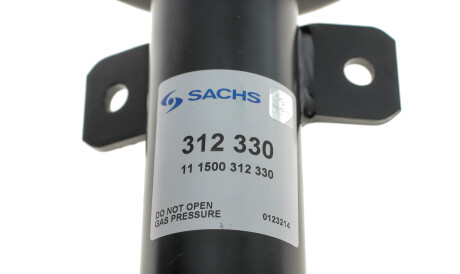 SACHS
312 330
11 1500 312 330
DO NOT OPEN
GAS PRESSURE
0123214